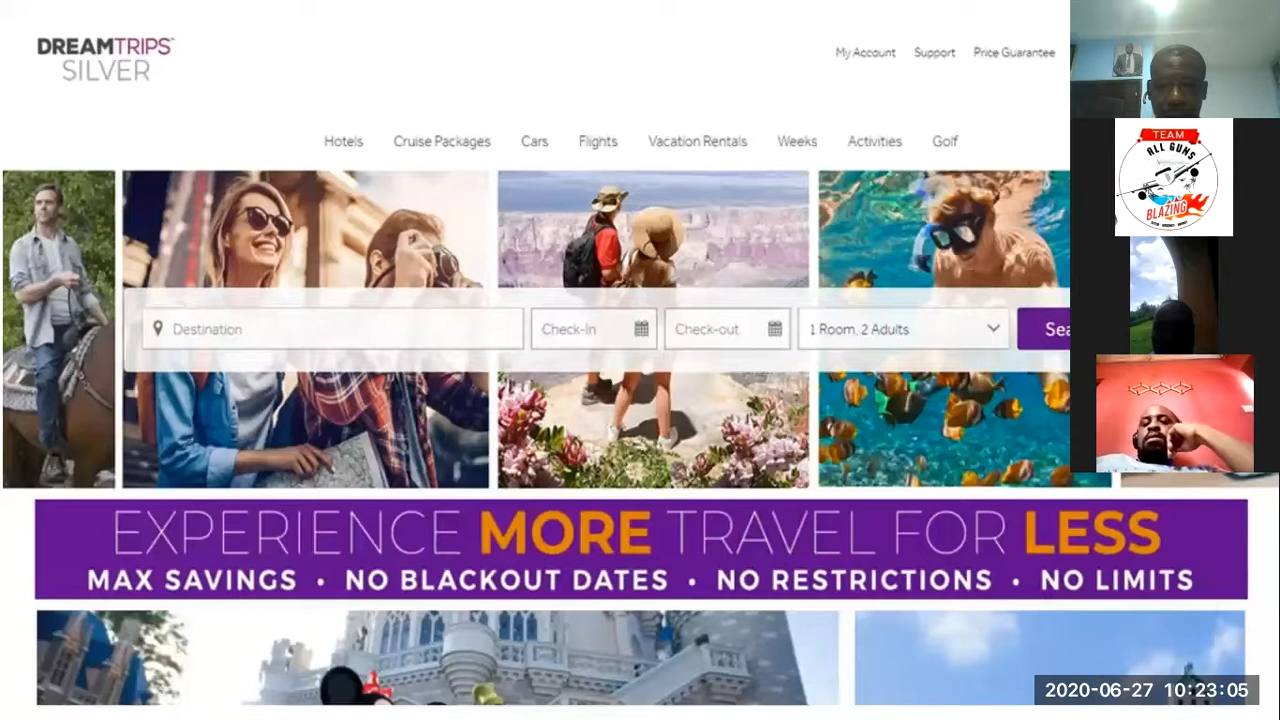 DREAMTRIPS™
SILVER
My Account Support Price Guarantee
Hotels Cruise Packages Cars Flights Vacation Rentals Weeks Activities Golf
Destination Check-In Check-out 1 Room, 2 Adults Sea
EXPERIENCE MORE TRAVEL FOR LESS
MAX SAVINGS • NO BLACKOUT DATES • NO RESTRICTIONS • NO LIMITS
TEAM
ALL GUNS
BLAZING
2020-06-27 10:23:05